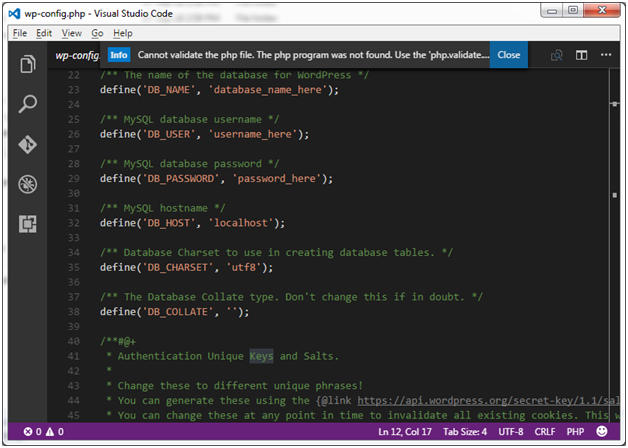 wp-config.php - Visual Studio Code
File Edit View Go Help
wp-config. Info Cannot validate the php file. The php program was not found. Use the 'php.validate.... Close
22 /** The name of the database for WordPress */
23 define('DB_NAME', 'database_name_here');
24
25 /** MySQL database username */
26 define('DB_USER', 'username_here');
27
28 /** MySQL database password */
29 define('DB_PASSWORD', 'password_here');
30
31 /** MySQL hostname */
32 define('DB_HOST', 'localhost');
33
34 /** Database Charset to use in creating database tables. */
35 define('DB_CHARSET', 'utf8');
36
37 /** The Database Collate type. Don't change this if in doubt. */
38 define('DB_COLLATE', '');
39
40 /**#@+
41 * Authentication Unique Keys and Salts.
42 *
43 * Change these to different unique phrases!
44 * You can generate these using the {@link https://api.wordpress.org/secret-key/1.1/sal
45 * You can change these at any point in time to invalidate all existing cookies. This w
0 0 Ln 12, Col 17 Tab Size: 4 UTF-8 CRLF PHP